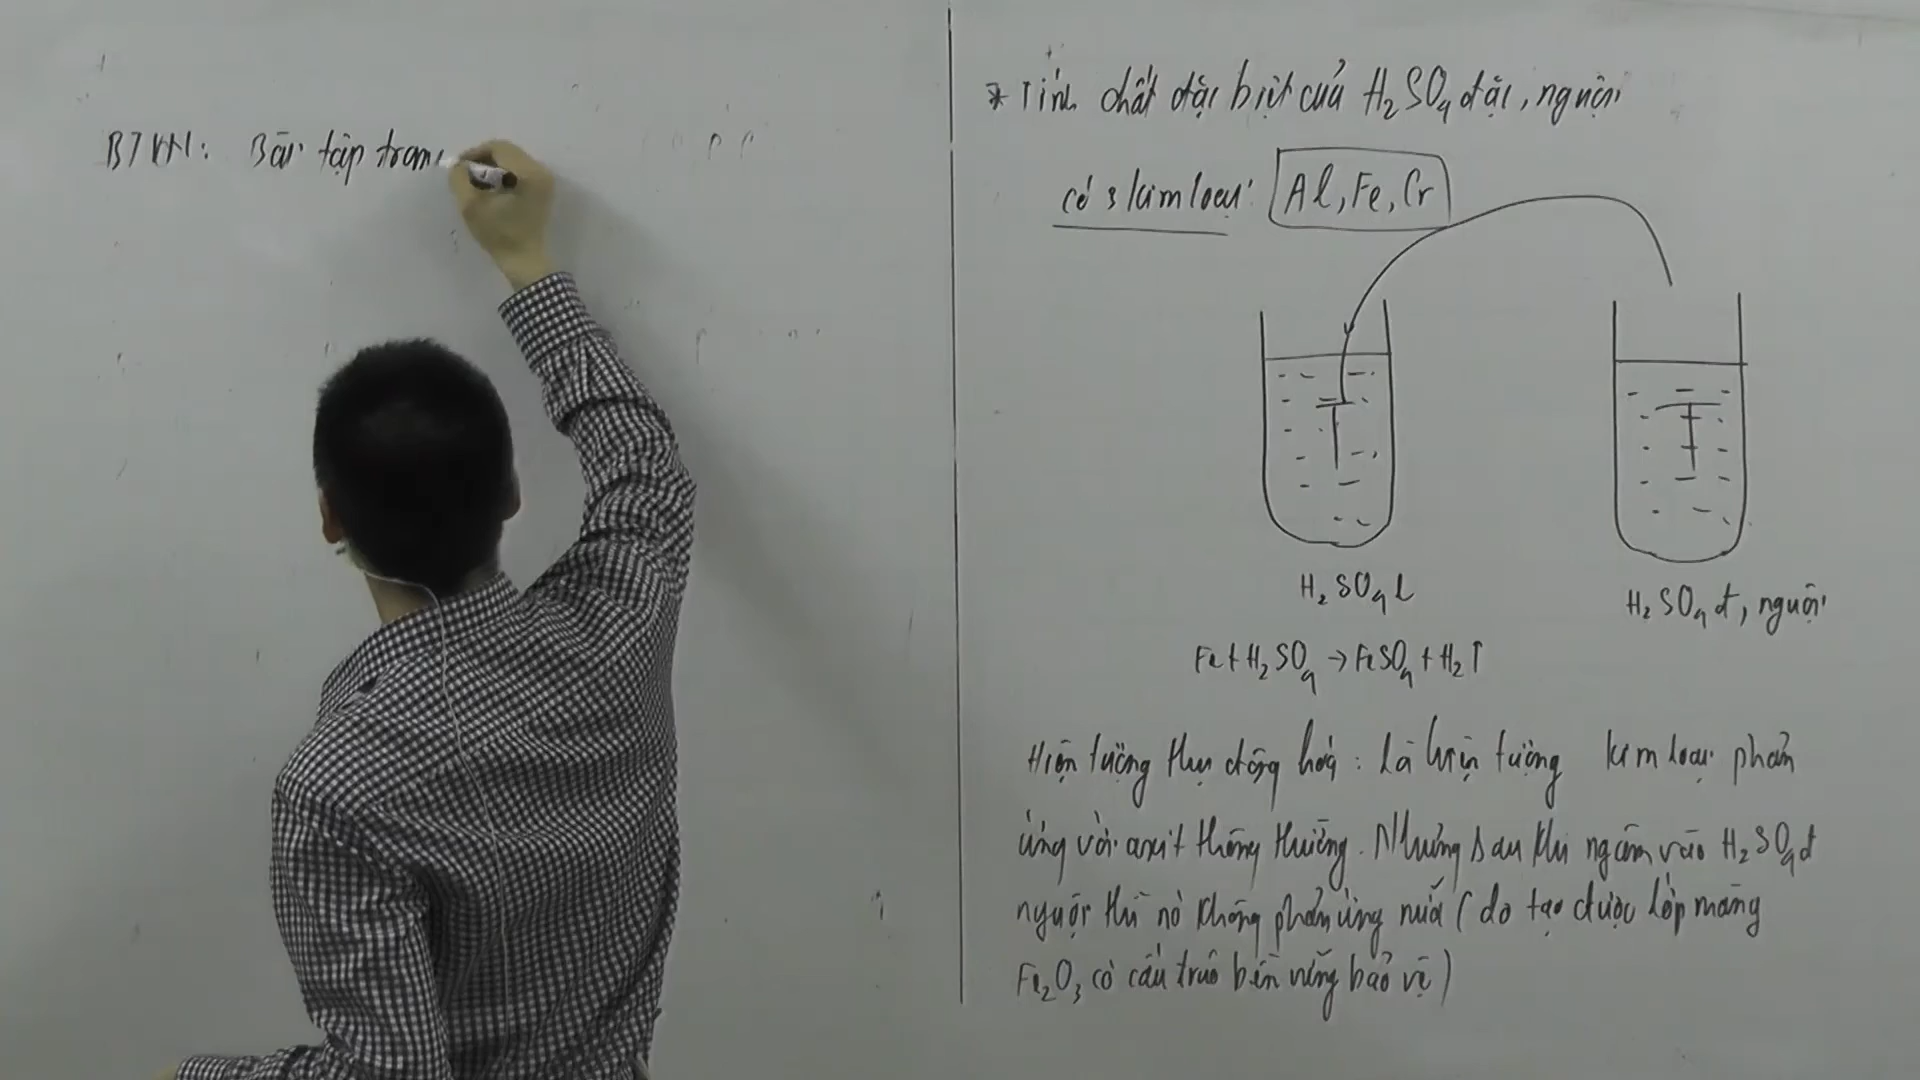 BTVN: Bài tập tran
* Tính chất đặc biệt của H₂SO₄ đặc, nguội
có 3 kim loại: Al, Fe, Cr
H₂SO₄ l
H₂SO₄ đ, nguội
Fe + H₂SO₄ → FeSO₄ + H₂↑
Hiện tượng thụ động hoá: Là hiện tượng kim loại phản
ứng với axit thông thường. Nhưng sau khi ngâm vào H₂SO₄ đ
nguội thì nó không phản ứng nữa (do tạo được lớp màng
Fe₂O₃ có cấu trúc bền vững bảo vệ)